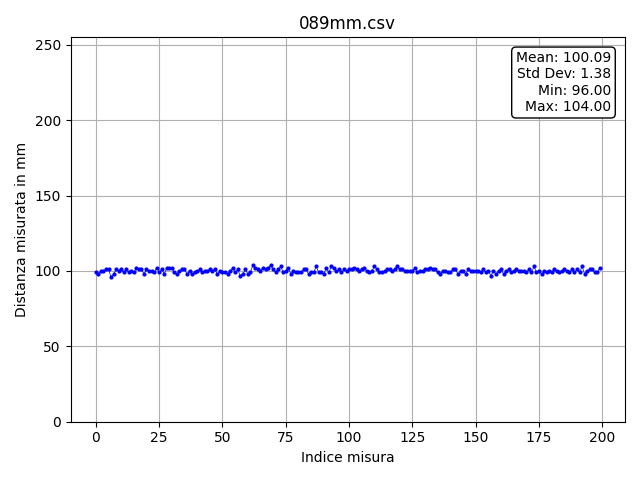 089mm.csv
Mean: 100.09
Std Dev: 1.38
Min: 96.00
Max: 104.00
Distanza misurata in mm
250
200
150
100
50
0
0 25 50 75 100 125 150 175 200
Indice misura